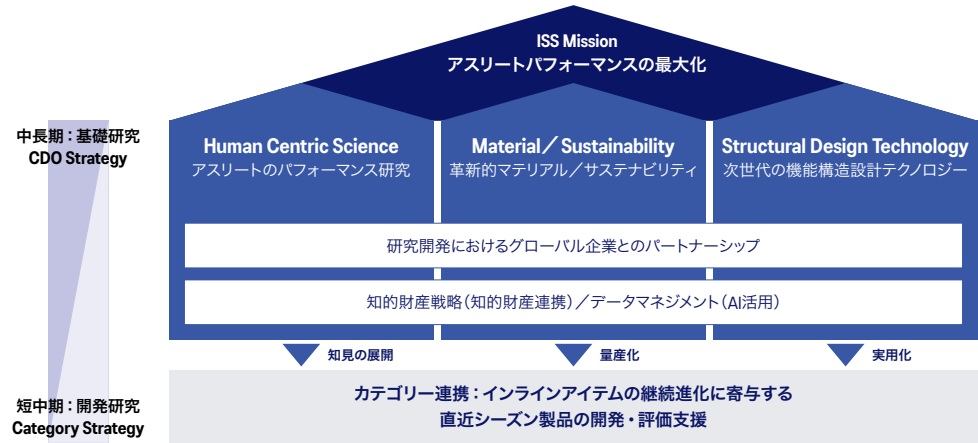 ISS Mission
アスリートパフォーマンスの最大化
中長期：基礎研究
CDO Strategy
Human Centric Science
アスリートのパフォーマンス研究
Material／Sustainability
革新的マテリアル／サステナビリティ
Structural Design Technology
次世代の機能構造設計テクノロジー
研究開発におけるグローバル企業とのパートナーシップ
知的財産戦略（知的財産連携）／データマネジメント（AI活用）
知見の展開
量産化
実用化
短中期：開発研究
Category Strategy
カテゴリー連携：インラインアイテムの継続進化に寄与する
直近シーズン製品の開発・評価支援